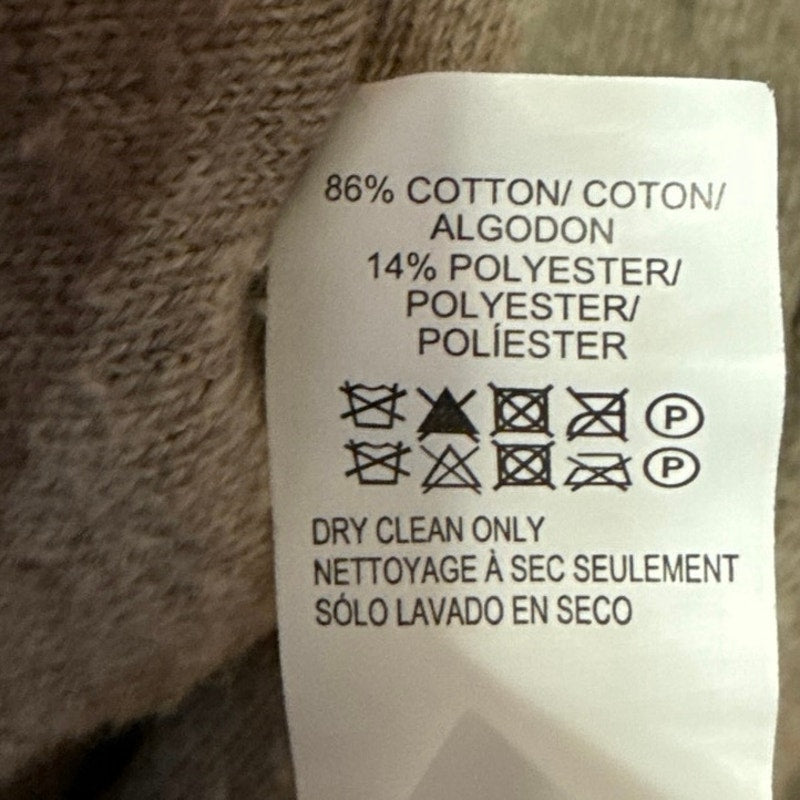 86% COTTON/ COTON/
ALGODON
14% POLYESTER/
POLYESTER/
POLÍESTER
P
P
DRY CLEAN ONLY
NETTOYAGE À SEC SEULEMENT
SÓLO LAVADO EN SECO